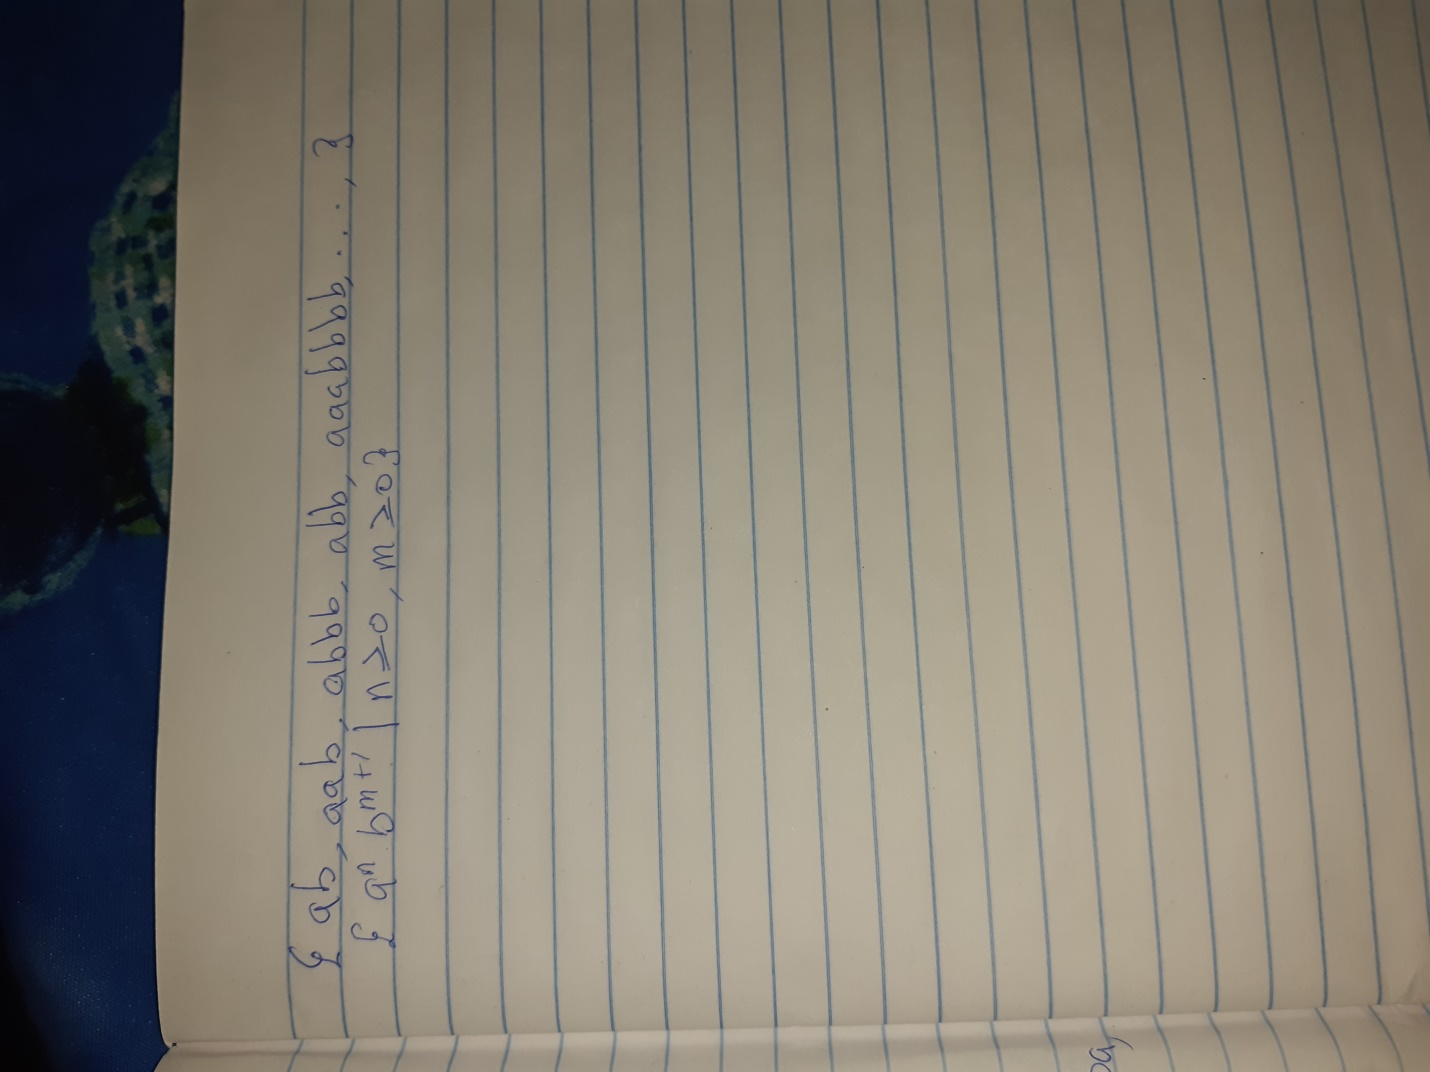 { ab, aab, abbb, abb, aaabbbb, ...., }
{ aⁿ bᵐ⁺¹ | n ≥ 0, m ≥ 0 }